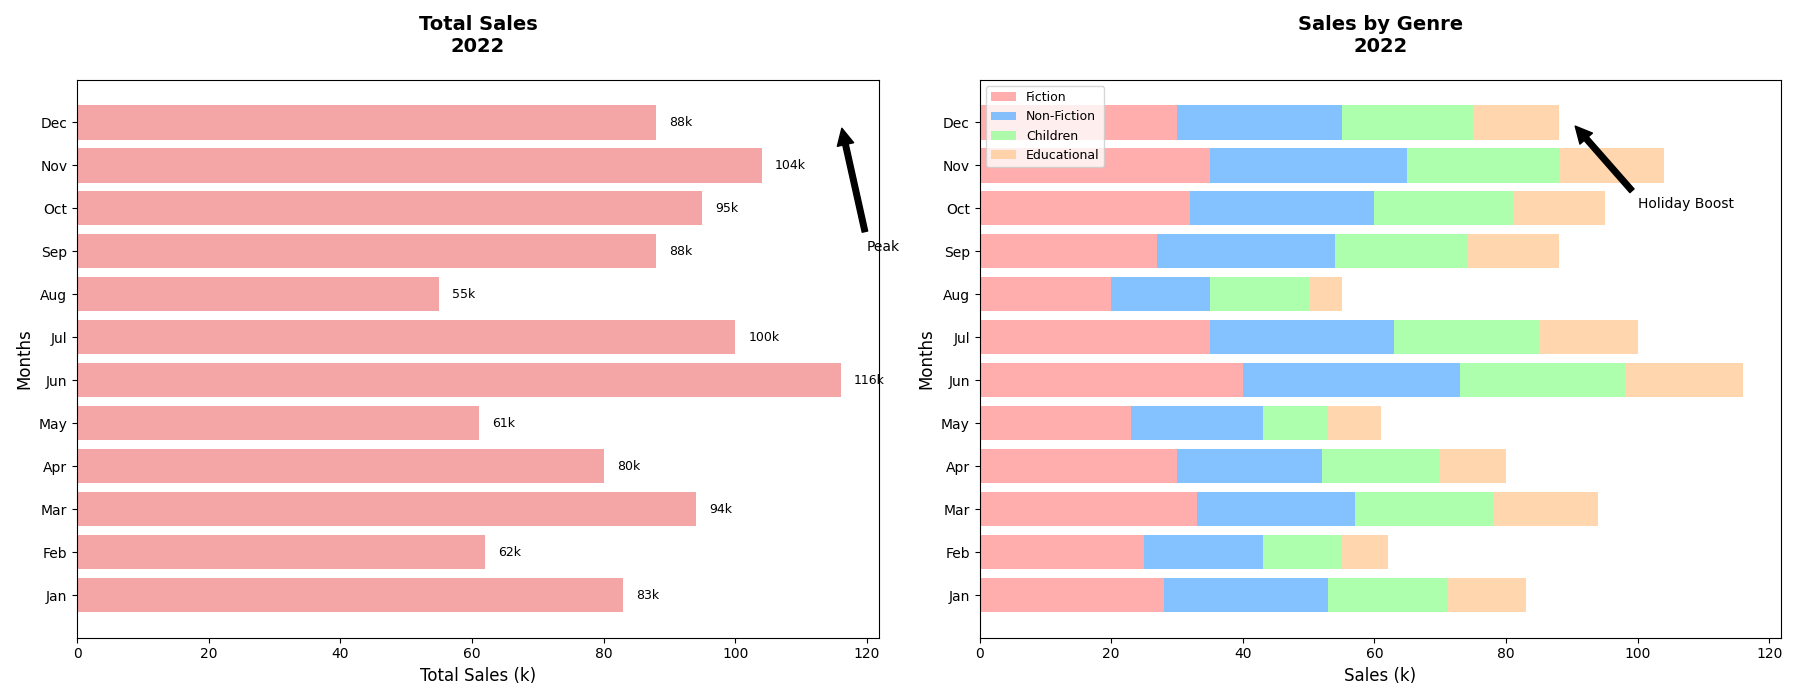 Total Sales
2022
Dec
Nov
Oct
Sep
Aug
Jul
Jun
May
Apr
Mar
Feb
Jan
Months
88k
104k
95k
88k
55k
100k
116k
61k
80k
94k
62k
83k
Peak
0 20 40 60 80 100 120
Total Sales (k)
Sales by Genre
2022
Fiction
Non-Fiction
Children
Educational
Dec
Nov
Oct
Sep
Aug
Jul
Jun
May
Apr
Mar
Feb
Jan
Months
Holiday Boost
0 20 40 60 80 100 120
Sales (k)